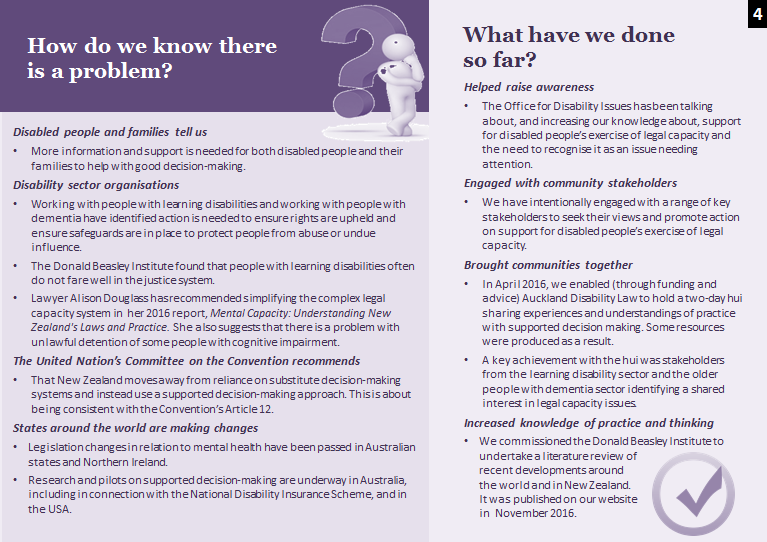 4
How do we know there
is a problem?
Disabled people and families tell us
• More information and support is needed for both disabled people and their
families to help with good decision-making.
Disability sector organisations
• Working with people with learning disabilities and working with people with
dementia have identified action is needed to ensure rights are upheld and
ensure safeguards are in place to protect people from abuse or undue
influence.
• The Donald Beasley Institute found that people with learning disabilities often
do not fare well in the justice system.
• Lawyer Alison Douglass has recommended simplifying the complex legal
capacity system in her 2016 report, Mental Capacity: Understanding New
Zealand's Laws and Practice. She also suggests that there is a problem with
unlawful detention of some people with cognitive impairment.
The United Nation's Committee on the Convention recommends
• That New Zealand moves away from reliance on substitute decision-making
systems and instead use a supported decision-making approach. This is about
being consistent with the Convention's Article 12.
States around the world are making changes
• Legislation changes in relation to mental health have been passed in Australian
states and Northern Ireland.
• Research and pilots on supported decision-making are underway in Australia,
including in connection with the National Disability Insurance Scheme, and in
the USA.
What have we done
so far?
Helped raise awareness
• The Office for Disability Issues has been talking
about, and increasing our knowledge about, support
for disabled people's exercise of legal capacity and
the need to recognise it as an issue needing
attention.
Engaged with community stakeholders
• We have intentionally engaged with a range of key
stakeholders to seek their views and promote action
on support for disabled people's exercise of legal
capacity.
Brought communities together
• In April 2016, we enabled (through funding and
advice) Auckland Disability Law to hold a two-day hui
sharing experiences and understandings of practice
with supported decision making. Some resources
were produced as a result.
• A key achievement with the hui was stakeholders
from the learning disability sector and the older
people with dementia sector identifying a shared
interest in legal capacity issues.
Increased knowledge of practice and thinking
• We commissioned the Donald Beasley Institute to
undertake a literature review of
recent developments around
the world and in New Zealand.
It was published on our website
in November 2016.